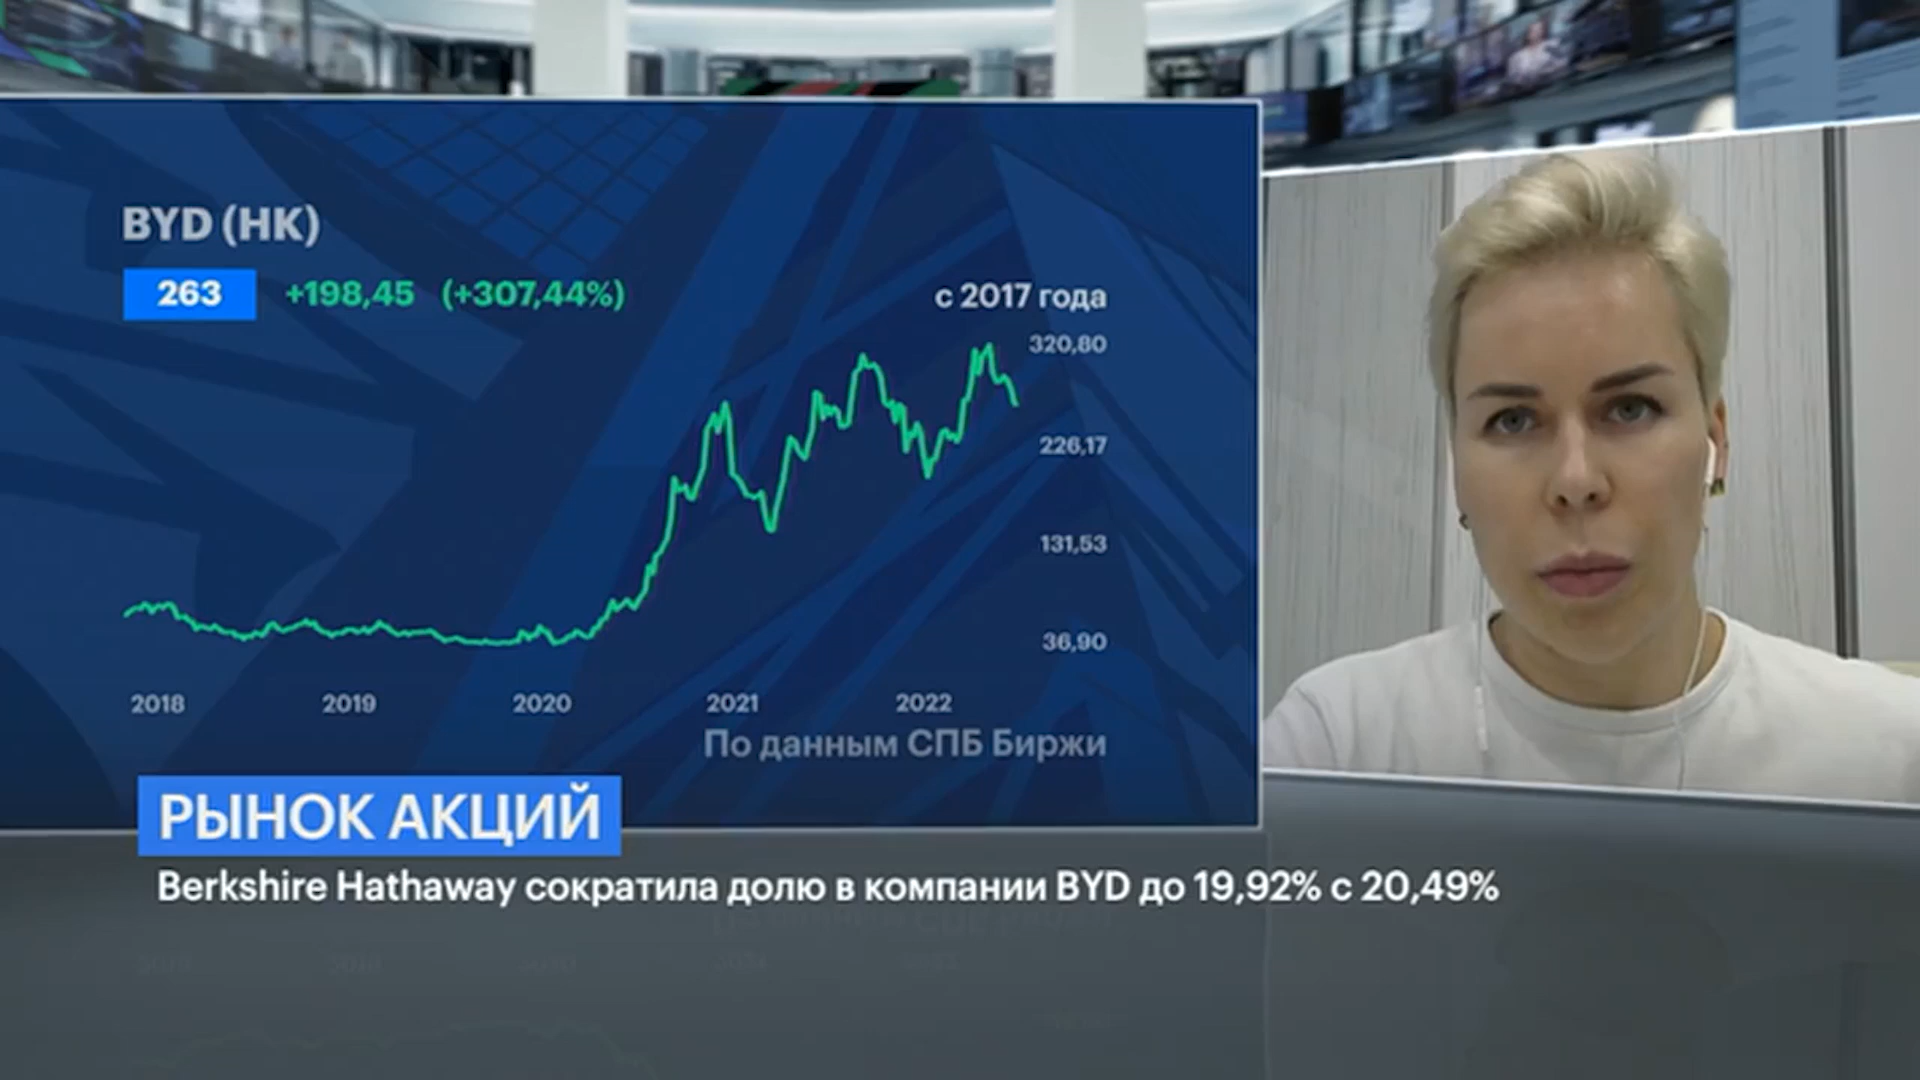 BYD (HK)
263 +198,45 (+307,44%)
с 2017 года
320,80
226,17
131,53
36,90
2018 2019 2020 2021 2022
По данным СПБ Биржи
РЫНОК АКЦИЙ
Berkshire Hathaway сократила долю в компании BYD до 19,92% с 20,49%